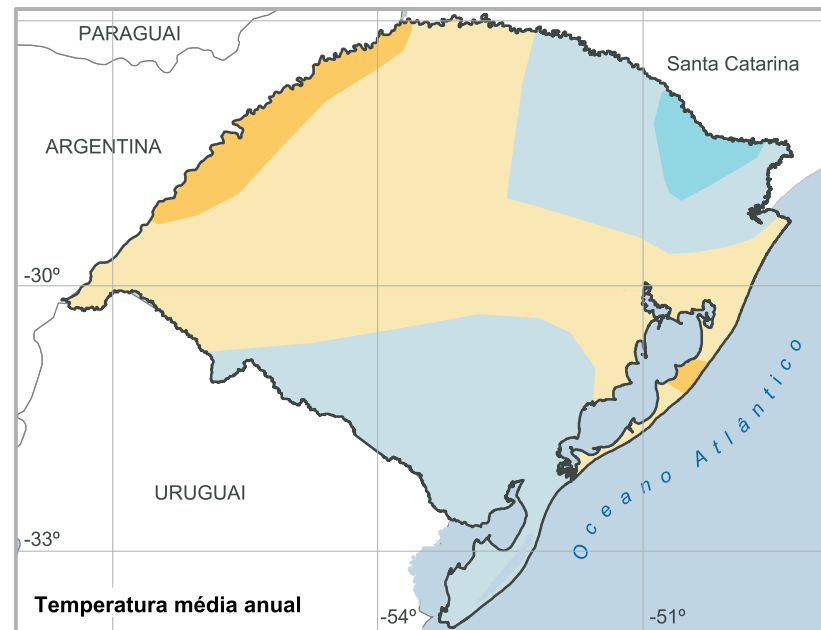 PARAGUAI
Santa Catarina
ARGENTINA
-30º
Oceano Atlântico
URUGUAI
-33º
Temperatura média anual
-54º
-51º